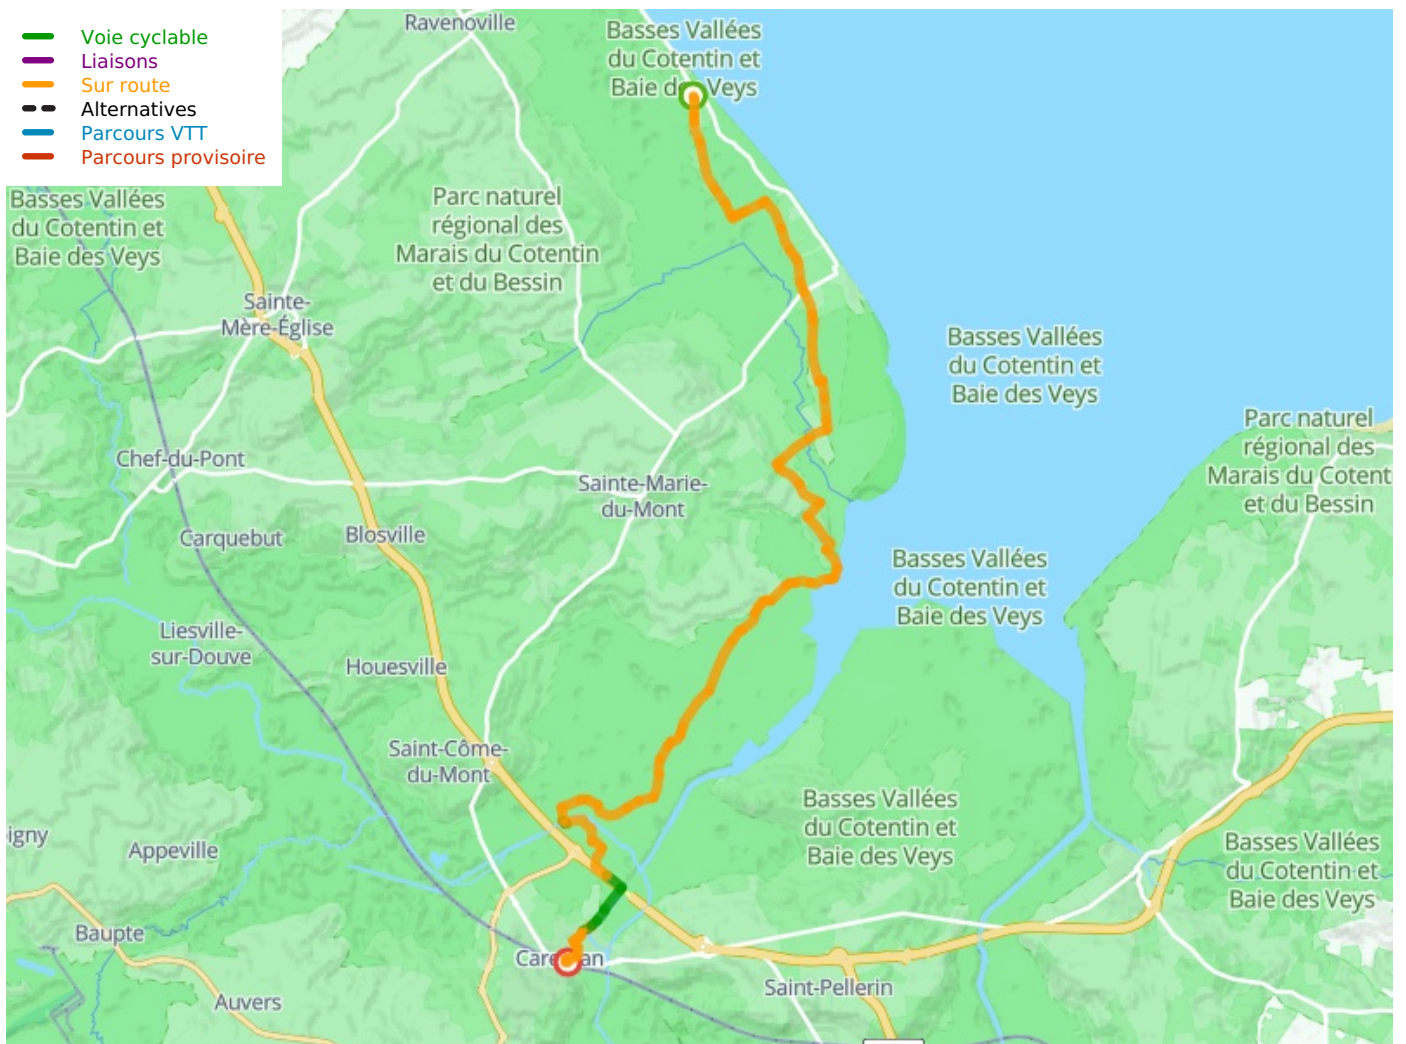 Voie cyclable
Liaisons
Sur route
Alternatives
Parcours VTT
Parcours provisoire
Ravenoville
Basses Vallées
du Cotentin et
Baie des Veys
Basses Vallées
du Cotentin et
Baie des Veys
Parc naturel
régional des
Marais du Cotentin
et du Bessin
Sainte-
Mère-Église
Basses Vallées
du Cotentin et
Baie des Veys
Parc naturel
régional des
Marais du Cotent
et du Bessin
Chef-du-Pont
Sainte-Marie-
du-Mont
Carquebut
Blosville
Basses Vallées
du Cotentin et
Baie des Veys
Liesville-
sur-Douve
Houesville
Saint-Côme-
du-Mont
Basses Vallées
du Cotentin et
Baie des Veys
igny
Appeville
Basses Vallées
du Cotentin et
Baie des Veys
Baupte
Carentan
Saint-Pellerin
Auvers